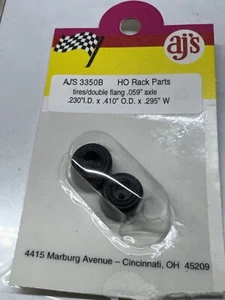 ajs
AJ'S 3350B HO Rack Parts
tires/double flang .059" axle
.230"I.D. x .410" O.D. x .295" W
4415 Marburg Avenue – Cincinnati, OH 45209